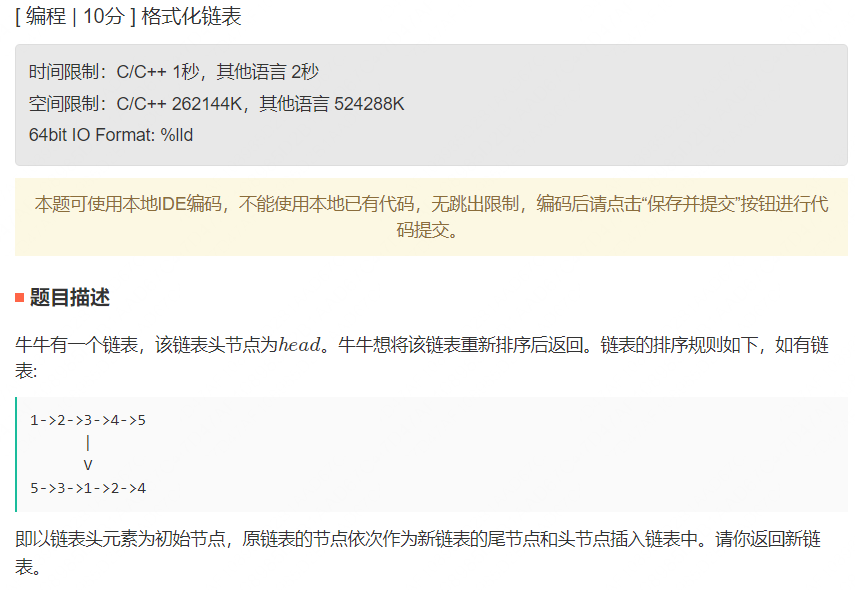 [ 编程 | 10分 ] 格式化链表
时间限制：C/C++ 1秒，其他语言 2秒
空间限制：C/C++ 262144K，其他语言 524288K
64bit IO Format: %lld
本题可使用本地IDE编码，不能使用本地已有代码，无跳出限制，编码后请点击“保存并提交”按钮进行代
码提交。
题目描述
牛牛有一个链表，该链表头节点为head。牛牛想将该链表重新排序后返回。链表的排序规则如下，如有链
表:
1->2->3->4->5
|
V
5->3->1->2->4
即以链表头元素为初始节点，原链表的节点依次作为新链表的尾节点和头节点插入链表中。请你返回新链
表。